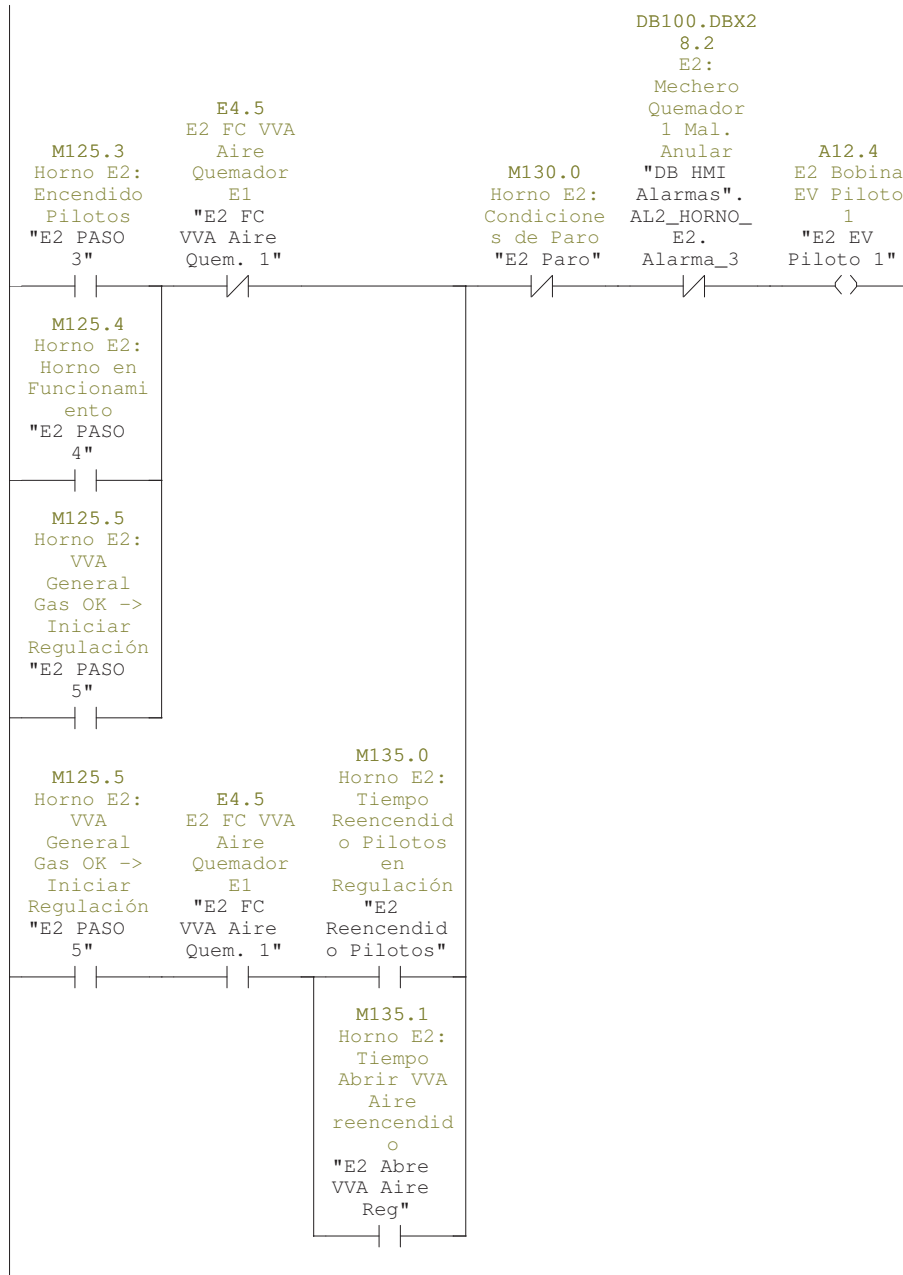 DB100.DBX2
8.2
E2:
Mechero
Quemador
1 Mal.
Anular
"DB HMI
Alarmas".
AL2_HORNO_
E2.
Alarma_3
E4.5
E2 FC VVA
Aire
Quemador
E1
"E2 FC
VVA Aire
Quem. 1"
M125.3
Horno E2:
Encendido
Pilotos
"E2 PASO
3"
M130.0
Horno E2:
Condicione
s de Paro
"E2 Paro"
A12.4
E2 Bobina
EV Piloto
1
"E2 EV
Piloto 1"
M125.4
Horno E2:
Horno en
Funcionami
ento
"E2 PASO
4"
M125.5
Horno E2:
VVA
General
Gas OK ->
Iniciar
Regulación
"E2 PASO
5"
M125.5
Horno E2:
VVA
General
Gas OK ->
Iniciar
Regulación
"E2 PASO
5"
E4.5
E2 FC VVA
Aire
Quemador
E1
"E2 FC
VVA Aire
Quem. 1"
M135.0
Horno E2:
Tiempo
Reencendid
o Pilotos
en
Regulación
"E2
Reencendid
o Pilotos"
M135.1
Horno E2:
Tiempo
Abrir VVA
Aire
reencendid
o
"E2 Abre
VVA Aire
Reg"